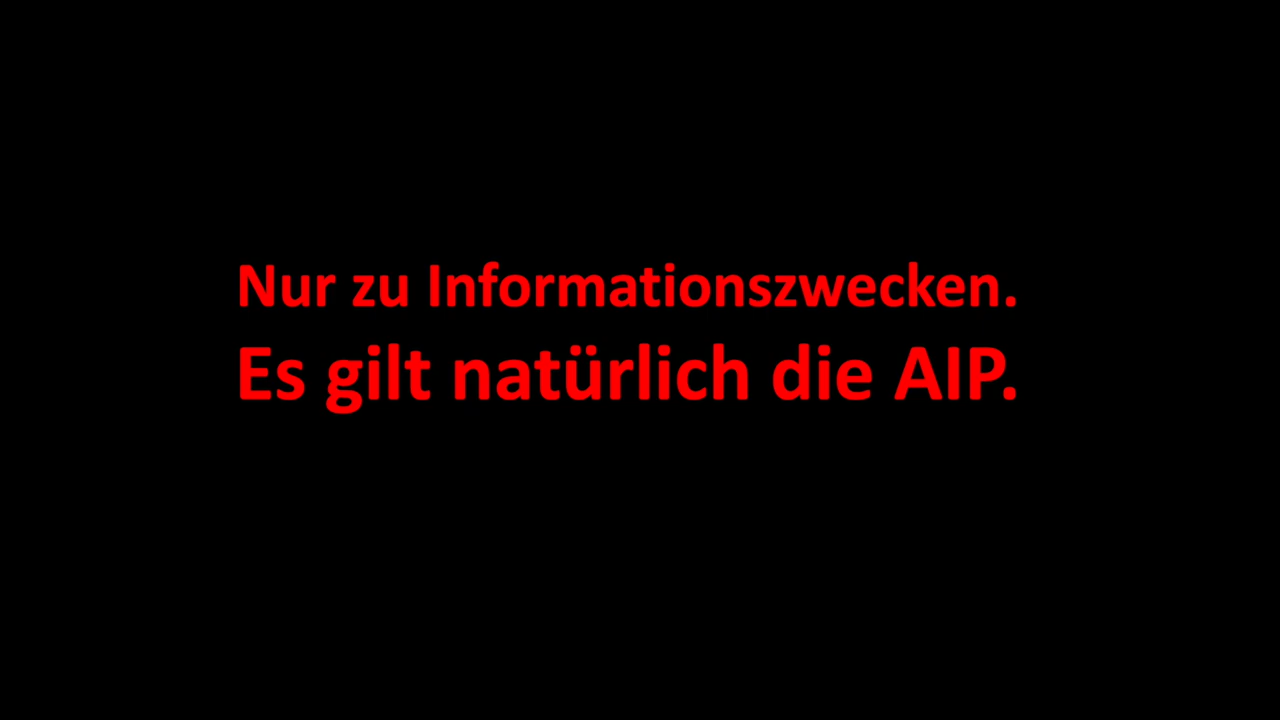 Nur zu Informationszwecken.
Es gilt natürlich die AIP.